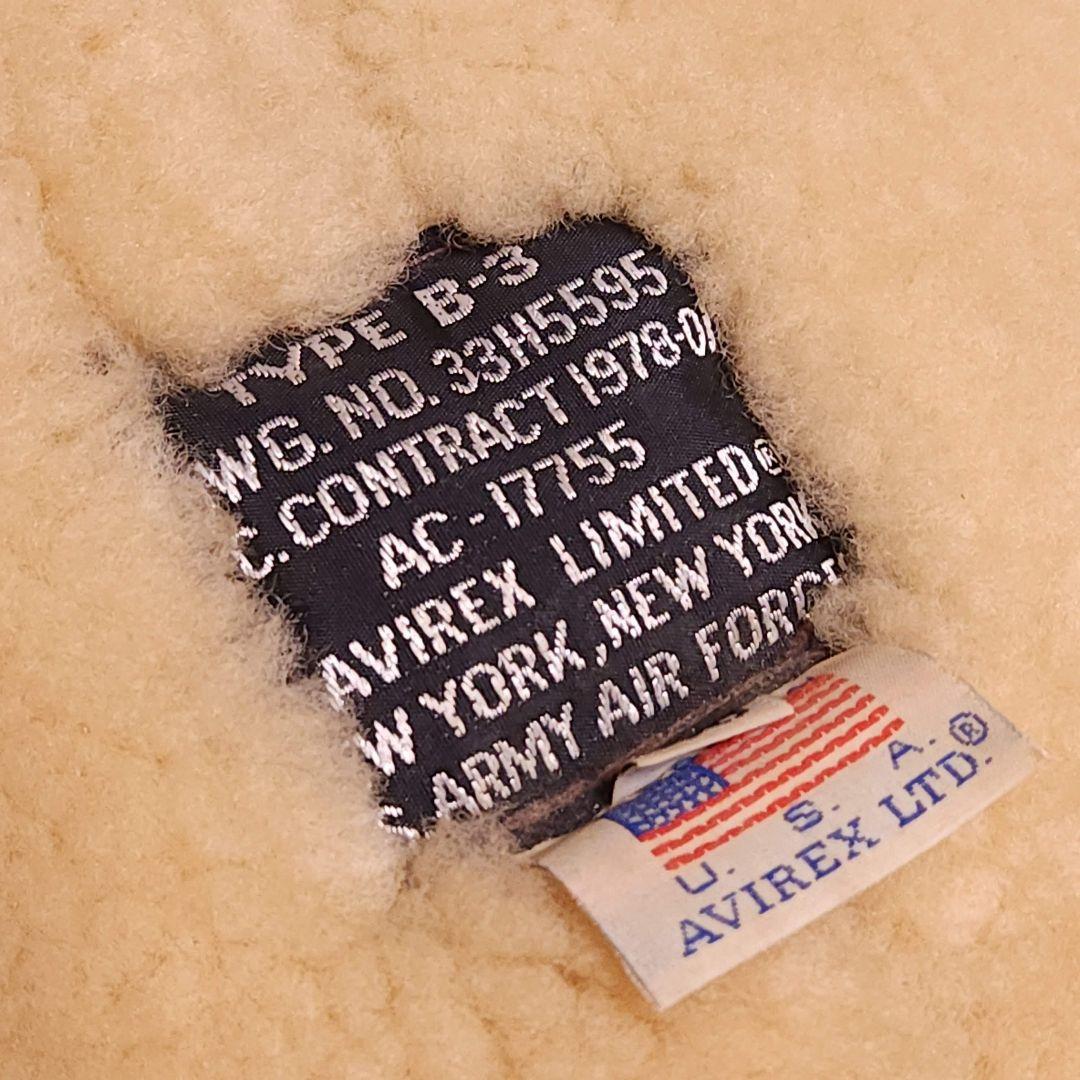 TYPE B-3
WG. NO. 33H5595
C. CONTRACT 1978-01
AC-17755
AVIREX LIMITED®
W YORK, NEW YORK
ARMY AIR FORC
U. S. A.
AVIREX LTD.®